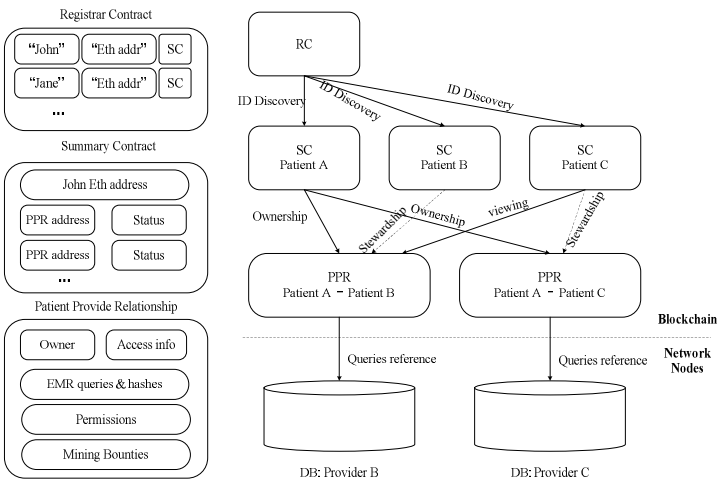 Registrar Contract
“John” “Eth addr” SC
“Jane” “Eth addr” SC
...
Summary Contract
John Eth address
PPR address Status
PPR address Status
...
Patient Provide Relationship
Owner Access info
EMR queries & hashes
Permissions
Mining Bounties
RC
ID Discovery
ID Discovery
ID Discovery
SC
Patient A
SC
Patient B
SC
Patient C
Ownership
Stewardship
Ownership
viewing
Stewardship
PPR
Patient A - Patient B
PPR
Patient A - Patient C
Blockchain
Network
Nodes
Queries reference
Queries reference
DB: Provider B
DB: Provider C